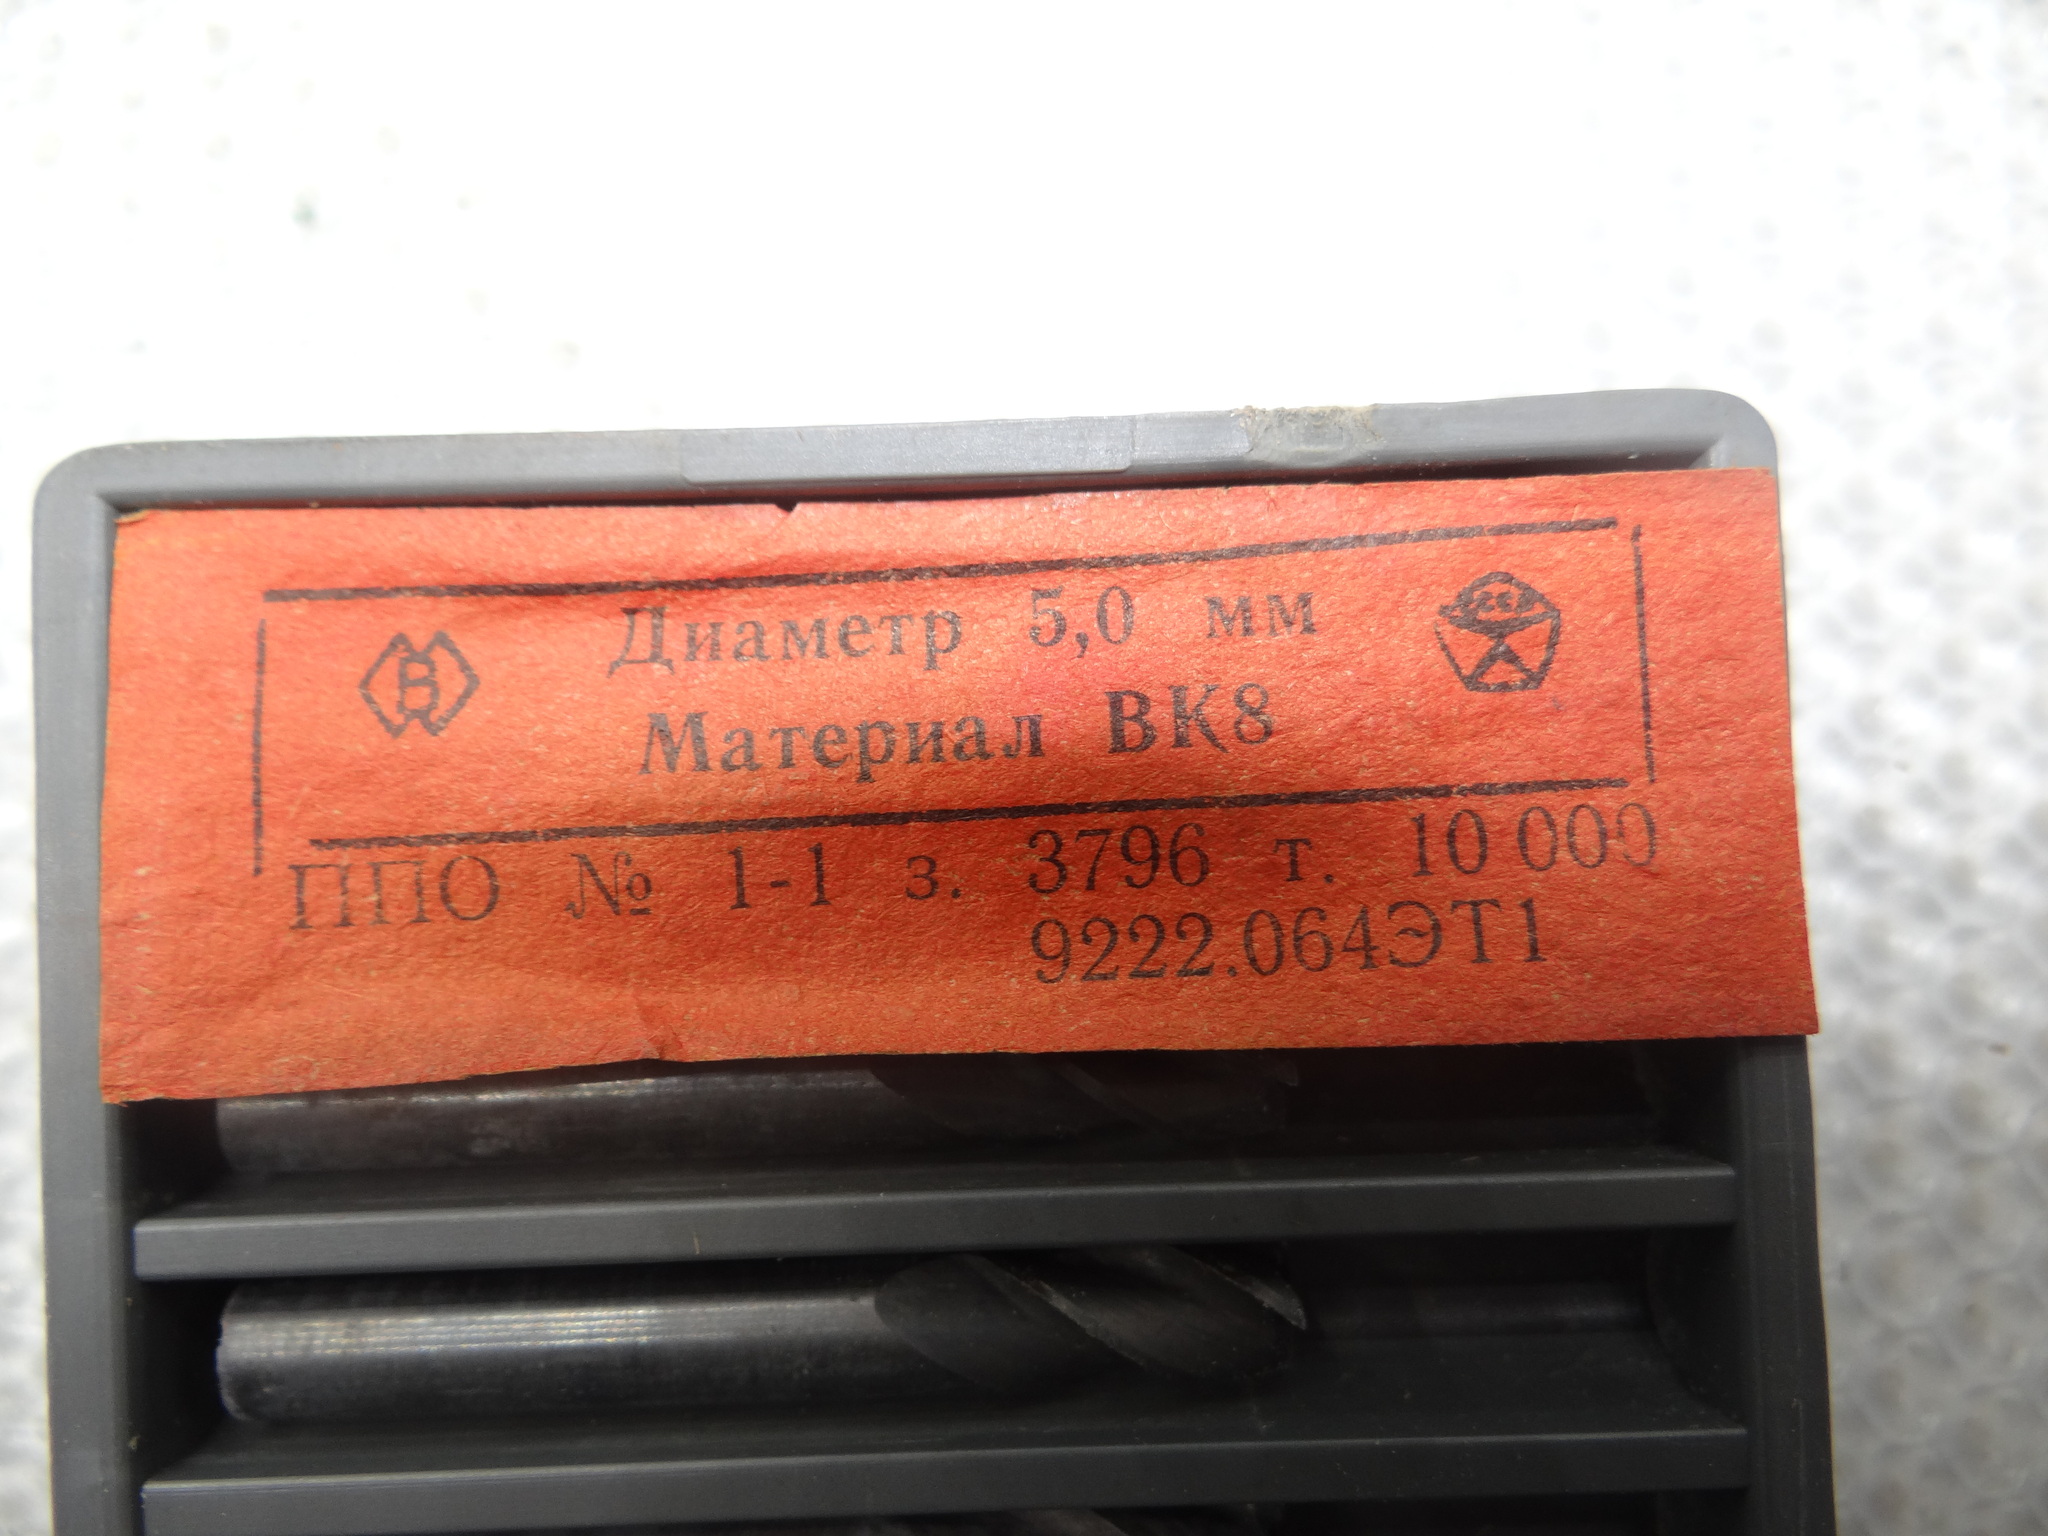 Диаметр 5,0 мм
Материал ВК8
ППО № 1-1 з. 3796 т. 10 000
9222.064ЭТ1